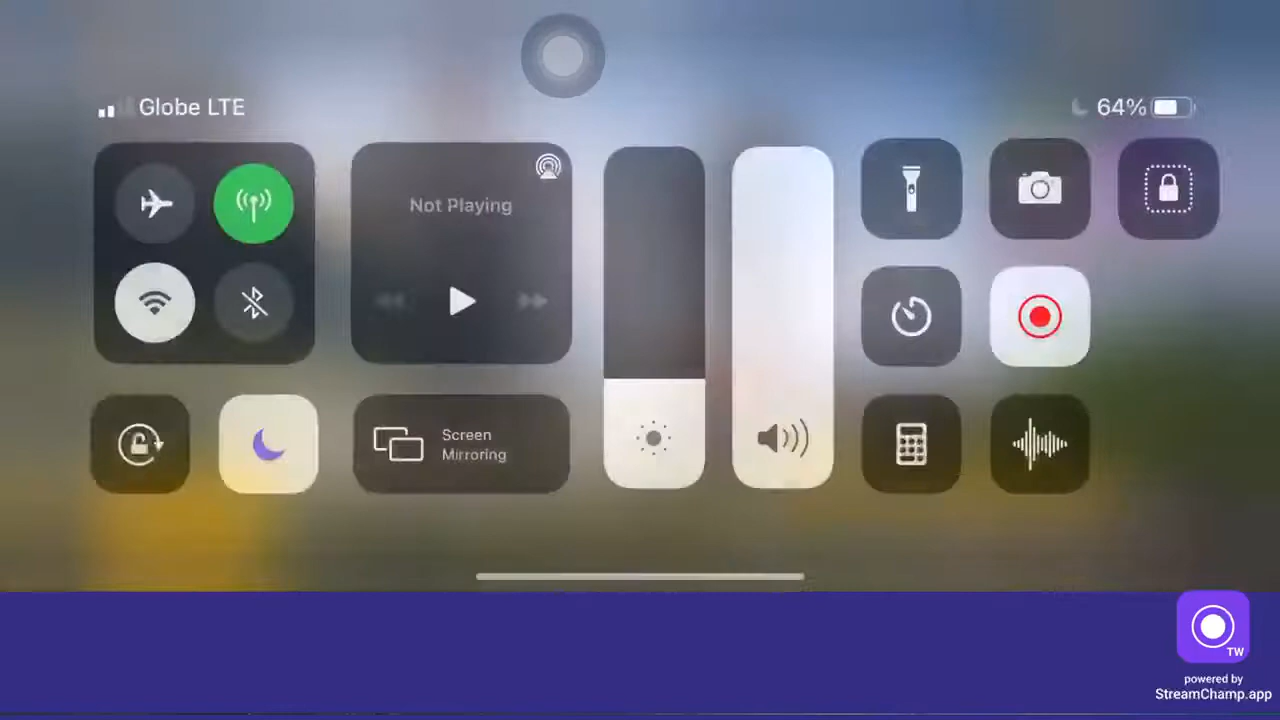 Globe LTE
64%
Not Playing
Screen
Mirroring
TW
powered by
StreamChamp.app